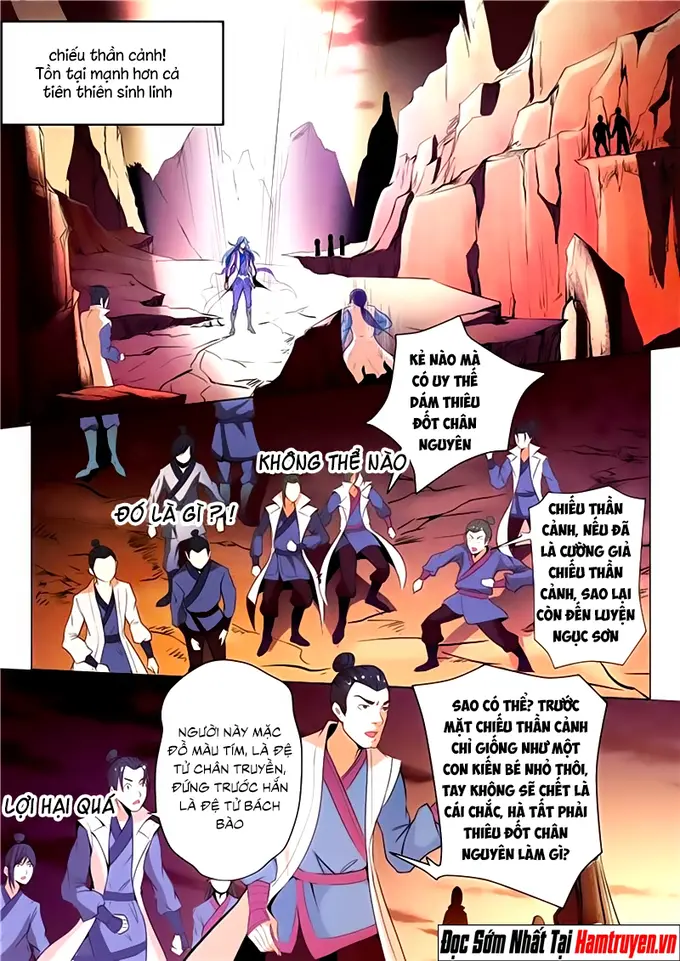 chiếu thần cảnh!
Tồn tại mạnh hơn cả
tiên thiên sinh linh
KẺ NÀO MÀ
CÓ UY THẾ
DÁM THIÊU
ĐỐT CHÂN
NGUYÊN
KHÔNG THỂ NÀO
ĐÓ LÀ GÌ?!
CHIẾU THẦN
CẢNH, NẾU ĐÃ
LÀ CƯỜNG GIẢ
CHIẾU THẦN
CẢNH, SAO LẠI
CÒN ĐẾN LUYỆN
NGỤC SƠN
NGƯỜI NÀY MẶC
ĐỒ MÀU TÍM, LÀ ĐỆ
TỬ CHÂN TRUYỀN,
ĐỨNG TRƯỚC HẮN
LÀ ĐỆ TỬ BÁCH
BÀO
LỢI HẠI QUÁ
SAO CÓ THỂ? TRƯỚC
MẶT CHIẾU THẦN CẢNH
CHỈ GIỐNG NHƯ MỘT
CON KIẾN BÉ NHỎ THÔI,
TAY KHÔNG SẼ CHẾT LÀ
CÁI CHẮC, HÀ TẤT PHẢI
THIÊU ĐỐT CHÂN
NGUYÊN LÀM GÌ?
Đọc Sớm Nhất Tại Hamtruyen.vn